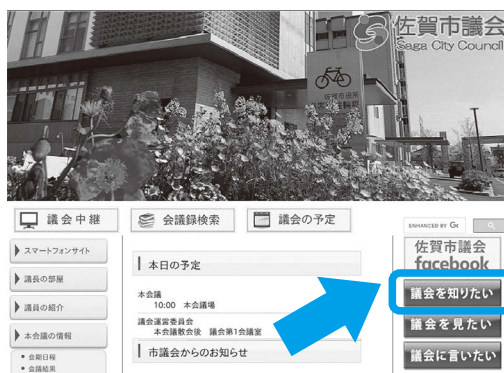 佐賀市議会
Saga City Council
議会中継
会議録検索
議会の予定
ENHANCED BY
スマートフォンサイト
議長の部屋
議員の紹介
本会議の情報
会期日程
会議結果
本日の予定
本会議
10:00 本会議場
議会運営委員会
本会議散会後 議会第1会議室
市議会からのお知らせ
佐賀市議会
facebook
議会を知りたい
議会を見たい
議会に言いたい